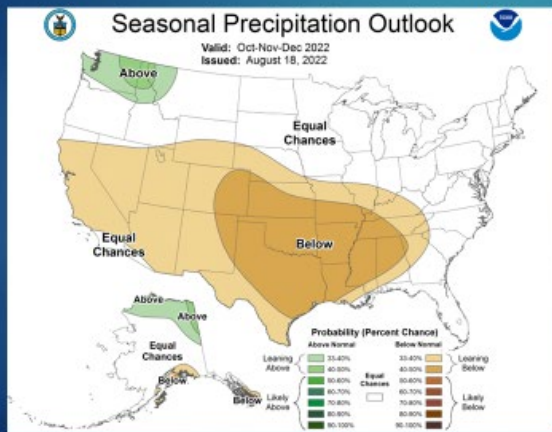 Seasonal Precipitation Outlook
Valid: Oct-Nov-Dec 2022
Issued: August 18, 2022
Above
Equal
Chances
Equal
Chances
Below
Above
Above
Equal
Chances
Below
Below
Probability (Percent Chance)
Above Normal
Below Normal
Leaning
Above
33-40%
40-50%
50-60%
60-70%
70-80%
80-90%
90-100%
Likely
Above
Equal
Chances
33-40%
40-50%
50-60%
60-70%
70-80%
80-90%
90-100%
Leaning
Below
Likely
Below